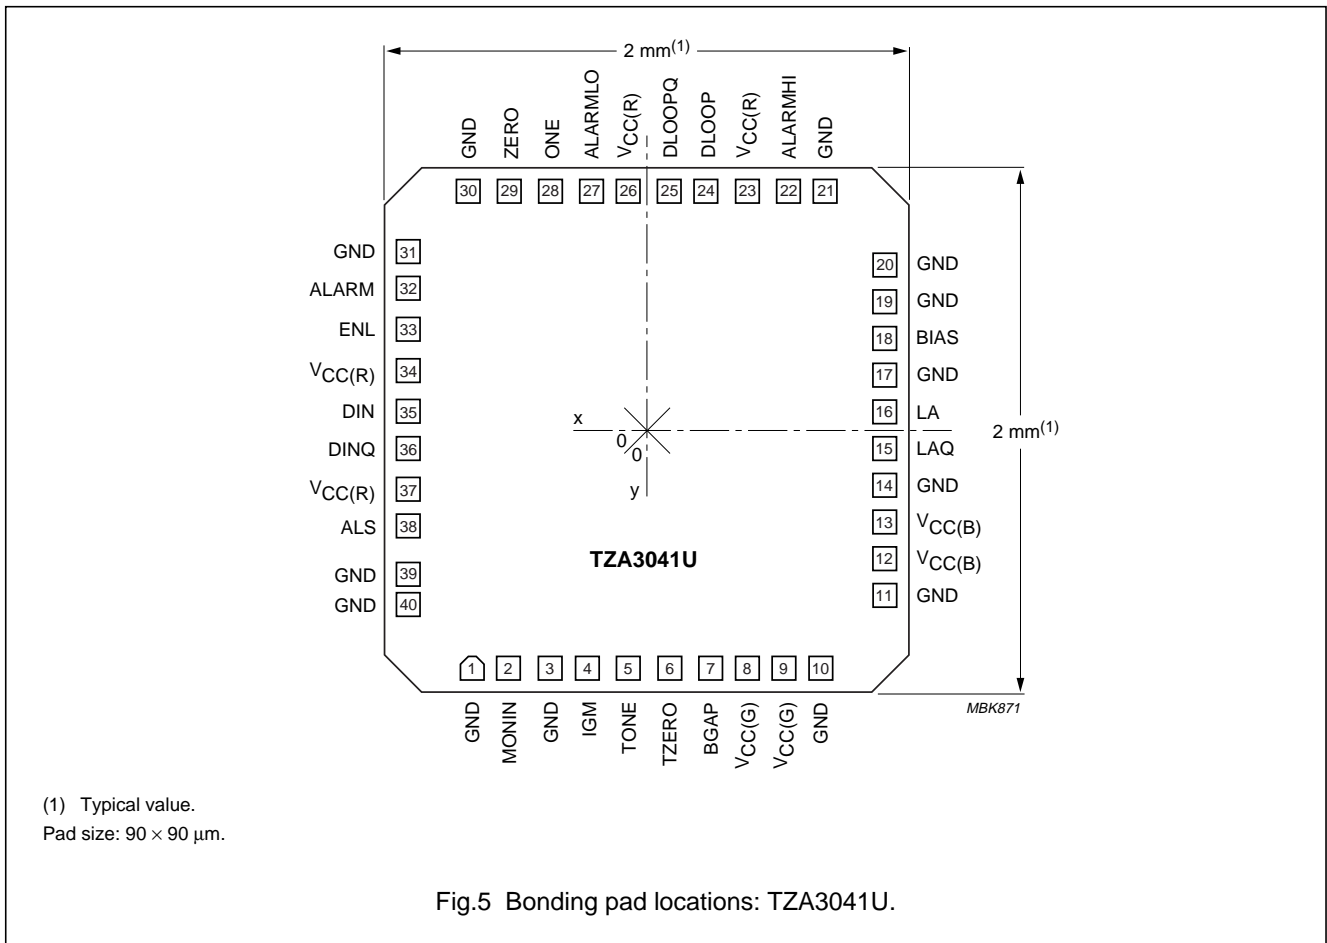 2 mm(1)
GND
ZERO
ONE
ALARMLO
VCC(R)
DLOOPQ
DLOOP
VCC(R)
ALARMHI
GND
30 29 28 27 26 25 24 23 22 21
GND 31
ALARM 32
ENL 33
VCC(R) 34
DIN 35
DINQ 36
VCC(R) 37
ALS 38
GND 39
GND 40
20 GND
19 GND
18 BIAS
17 GND
16 LA
15 LAQ
14 GND
13 VCC(B)
12 VCC(B)
11 GND
x
0
0
y
2 mm(1)
TZA3041U
1 2 3 4 5 6 7 8 9 10
GND
MONIN
GND
IGM
TONE
TZERO
BGAP
VCC(G)
VCC(G)
GND
MBK871
(1) Typical value.
Pad size: 90 × 90 µm.
Fig.5 Bonding pad locations: TZA3041U.